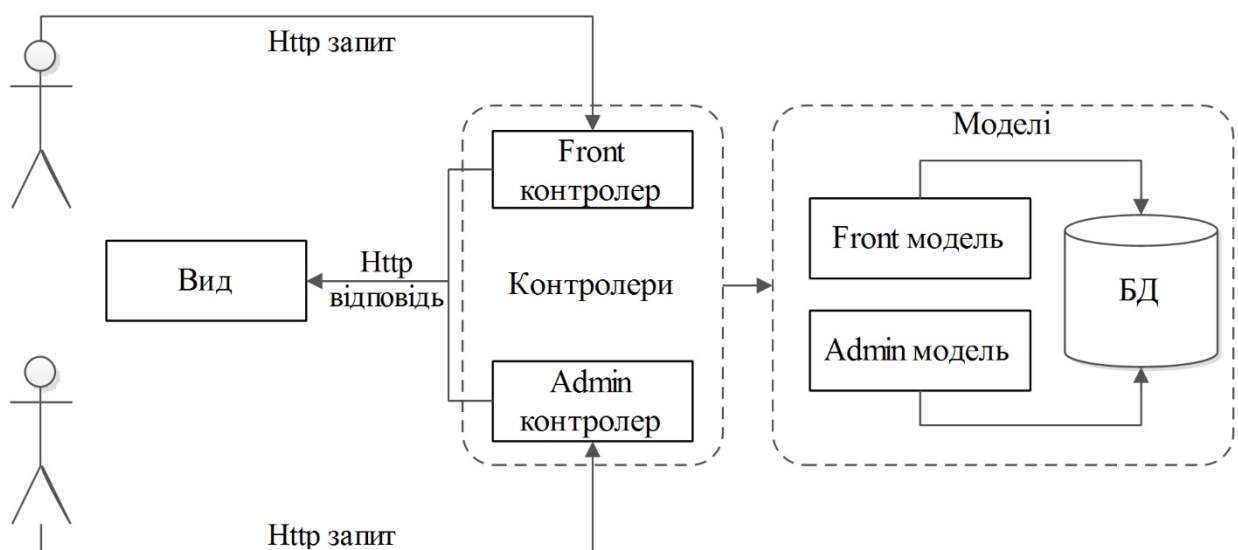 Http запит
Моделі
Front
контролер
Front модель
Http
Вид
відповідь
Контролери
БД
Admin модель
Admin
контролер
Http запит